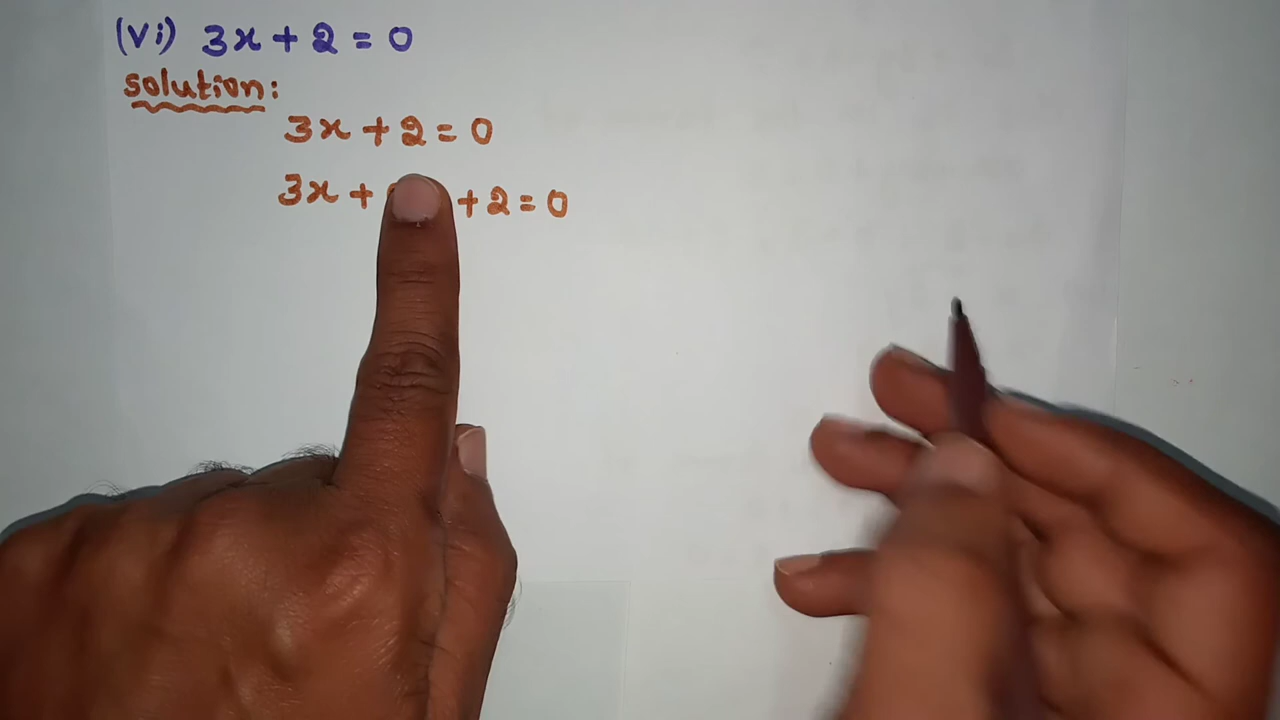 (Vi) 3x + 2 = 0
Solution:
3x + 2 = 0
3x + + 2 = 0